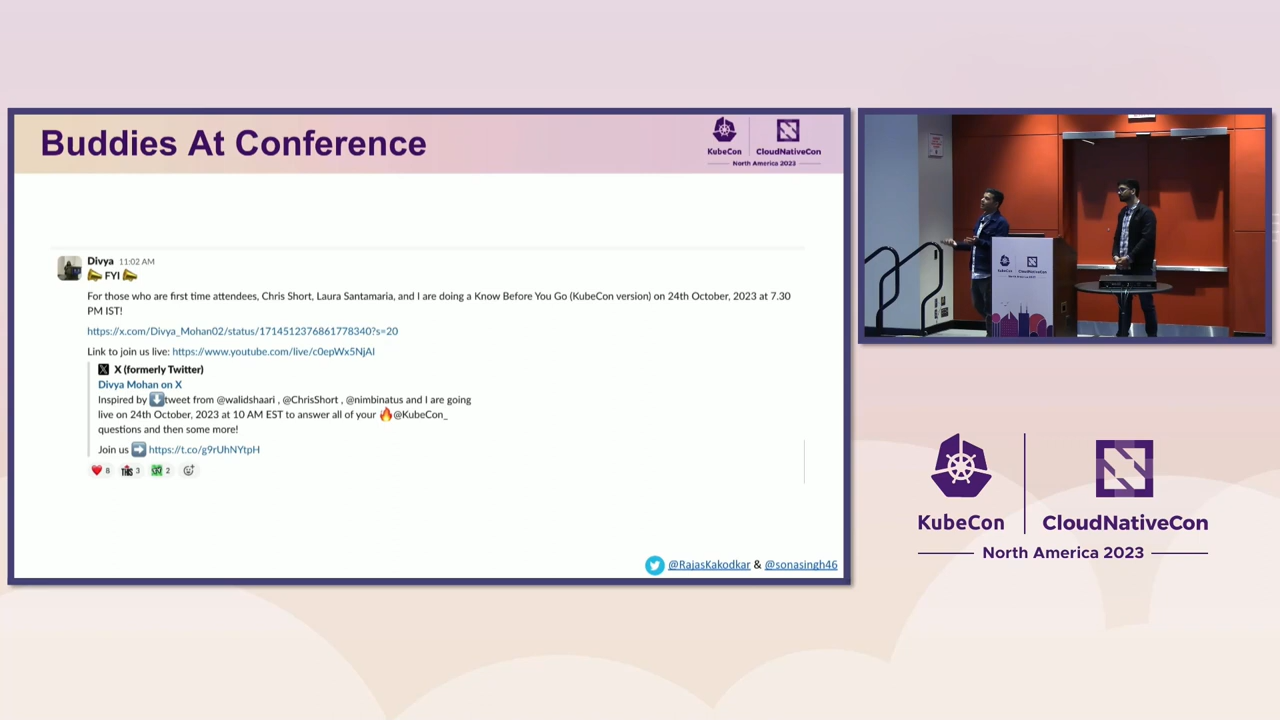 Buddies At Conference
KubeCon
CloudNativeCon
North America 2023
Divya 11:02 AM
FYI
For those who are first time attendees, Chris Short, Laura Santamaria, and I are doing a Know Before You Go (KubeCon version) on 24th October, 2023 at 7.30
PM IST!
https://x.com/Divya_Mohan02/status/1714512376861778340?s=20
Link to join us live: https://www.youtube.com/live/c0epWx5NjAI
X (formerly Twitter)
Divya Mohan on X
Inspired by ⬇️tweet from @walidshaari , @ChrisShort , @nimbinatus and I are going
live on 24th October, 2023 at 10 AM EST to answer all of your 🔥@KubeCon_
questions and then some more!
Join us ➡️ https://t.co/g9rUhNYtpH
8 THIS 3 2
@RajasKakodkar & @sonasingh46
KubeCon
CloudNativeCon
KubeCon
CloudNativeCon
North America 2023